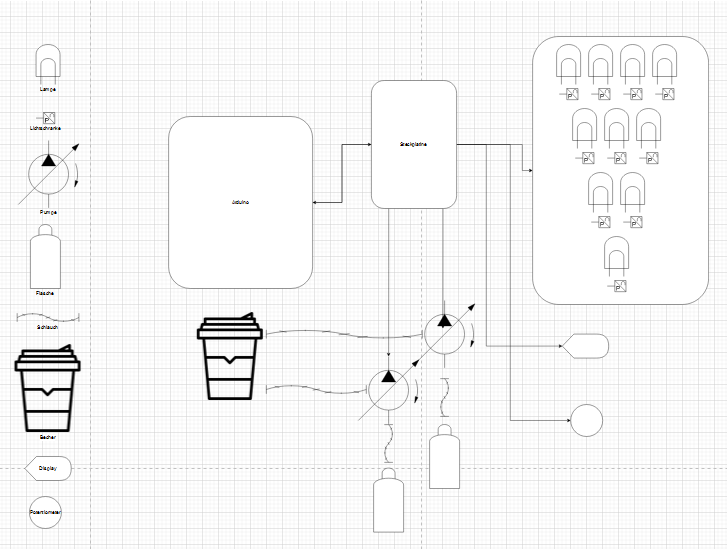 Lampe
Lichtschranke
Pumpe
Flasche
Schlauch
Becher
Display
Potentiometer
Arduino
Steckplatine
P
P
P
P
P
P
P
P
P
P
P